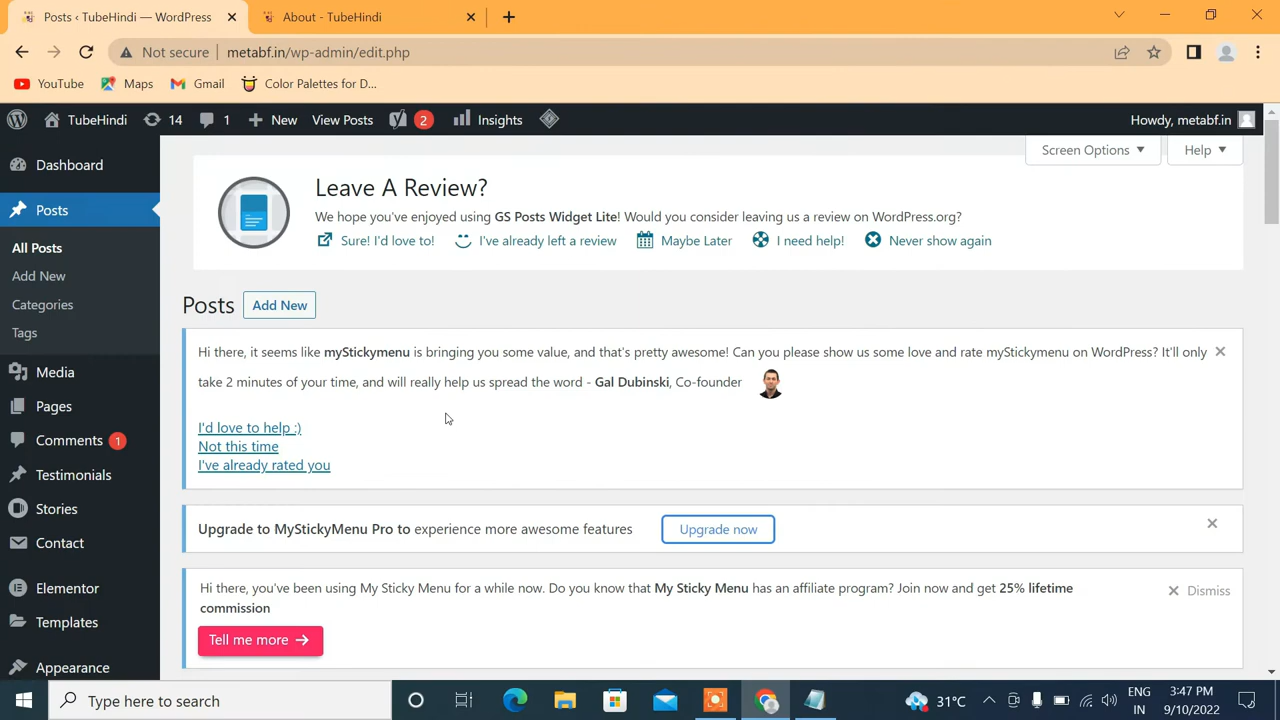 Posts ‹ TubeHindi — WordPress
About - TubeHindi
Not secure
metabf.in/wp-admin/edit.php
YouTube
Maps
Gmail
Color Palettes for D...
TubeHindi
14
1
New
View Posts
2
Insights
Howdy, metabf.in
Dashboard
Posts
All Posts
Add New
Categories
Tags
Media
Pages
Comments 1
Testimonials
Stories
Contact
Elementor
Templates
Appearance
Screen Options
Help
Leave A Review?
We hope you've enjoyed using GS Posts Widget Lite! Would you consider leaving us a review on WordPress.org?
Sure! I'd love to!
I've already left a review
Maybe Later
I need help!
Never show again
Posts
Add New
Hi there, it seems like myStickymenu is bringing you some value, and that's pretty awesome! Can you please show us some love and rate myStickymenu on WordPress? It'll only
take 2 minutes of your time, and will really help us spread the word - Gal Dubinski, Co-founder
I'd love to help :)
Not this time
I've already rated you
Upgrade to MyStickyMenu Pro to experience more awesome features
Upgrade now
Hi there, you've been using My Sticky Menu for a while now. Do you know that My Sticky Menu has an affiliate program? Join now and get 25% lifetime
commission
Dismiss
Tell me more
Type here to search
31°C
ENG
IN
3:47 PM
9/10/2022